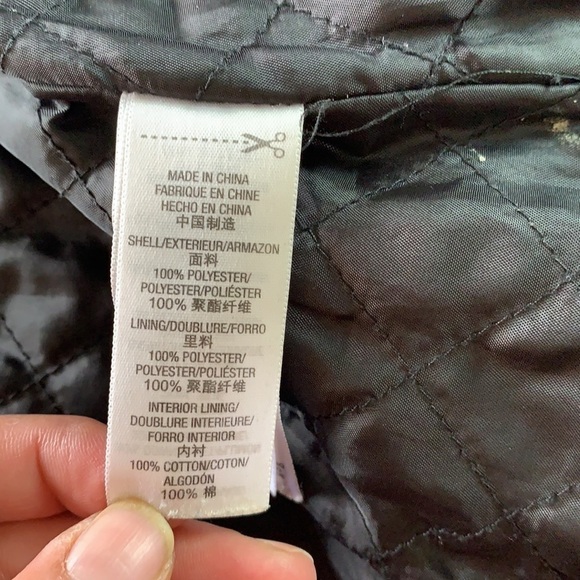 MADE IN CHINA
FABRIQUE EN CHINE
HECHO EN CHINA
中国制造
SHELL/EXTERIEUR/ARMAZON
面料
100% POLYESTER/
POLYESTER/POLIÉSTER
100% 聚酯纤维
LINING/DOUBLURE/FORRO
里料
100% POLYESTER/
POLYESTER/POLIÉSTER
100% 聚酯纤维
INTERIOR LINING/
DOUBLURE INTERIEURE/
FORRO INTERIOR
内衬
100% COTTON/COTON/
ALGODÓN
100% 棉